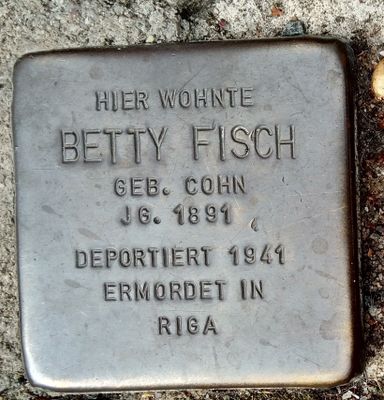 HIER WOHNTE
BETTY FISCH
GEB. COHN
JG. 1891
DEPORTIERT 1941
ERMORDET IN
RIGA